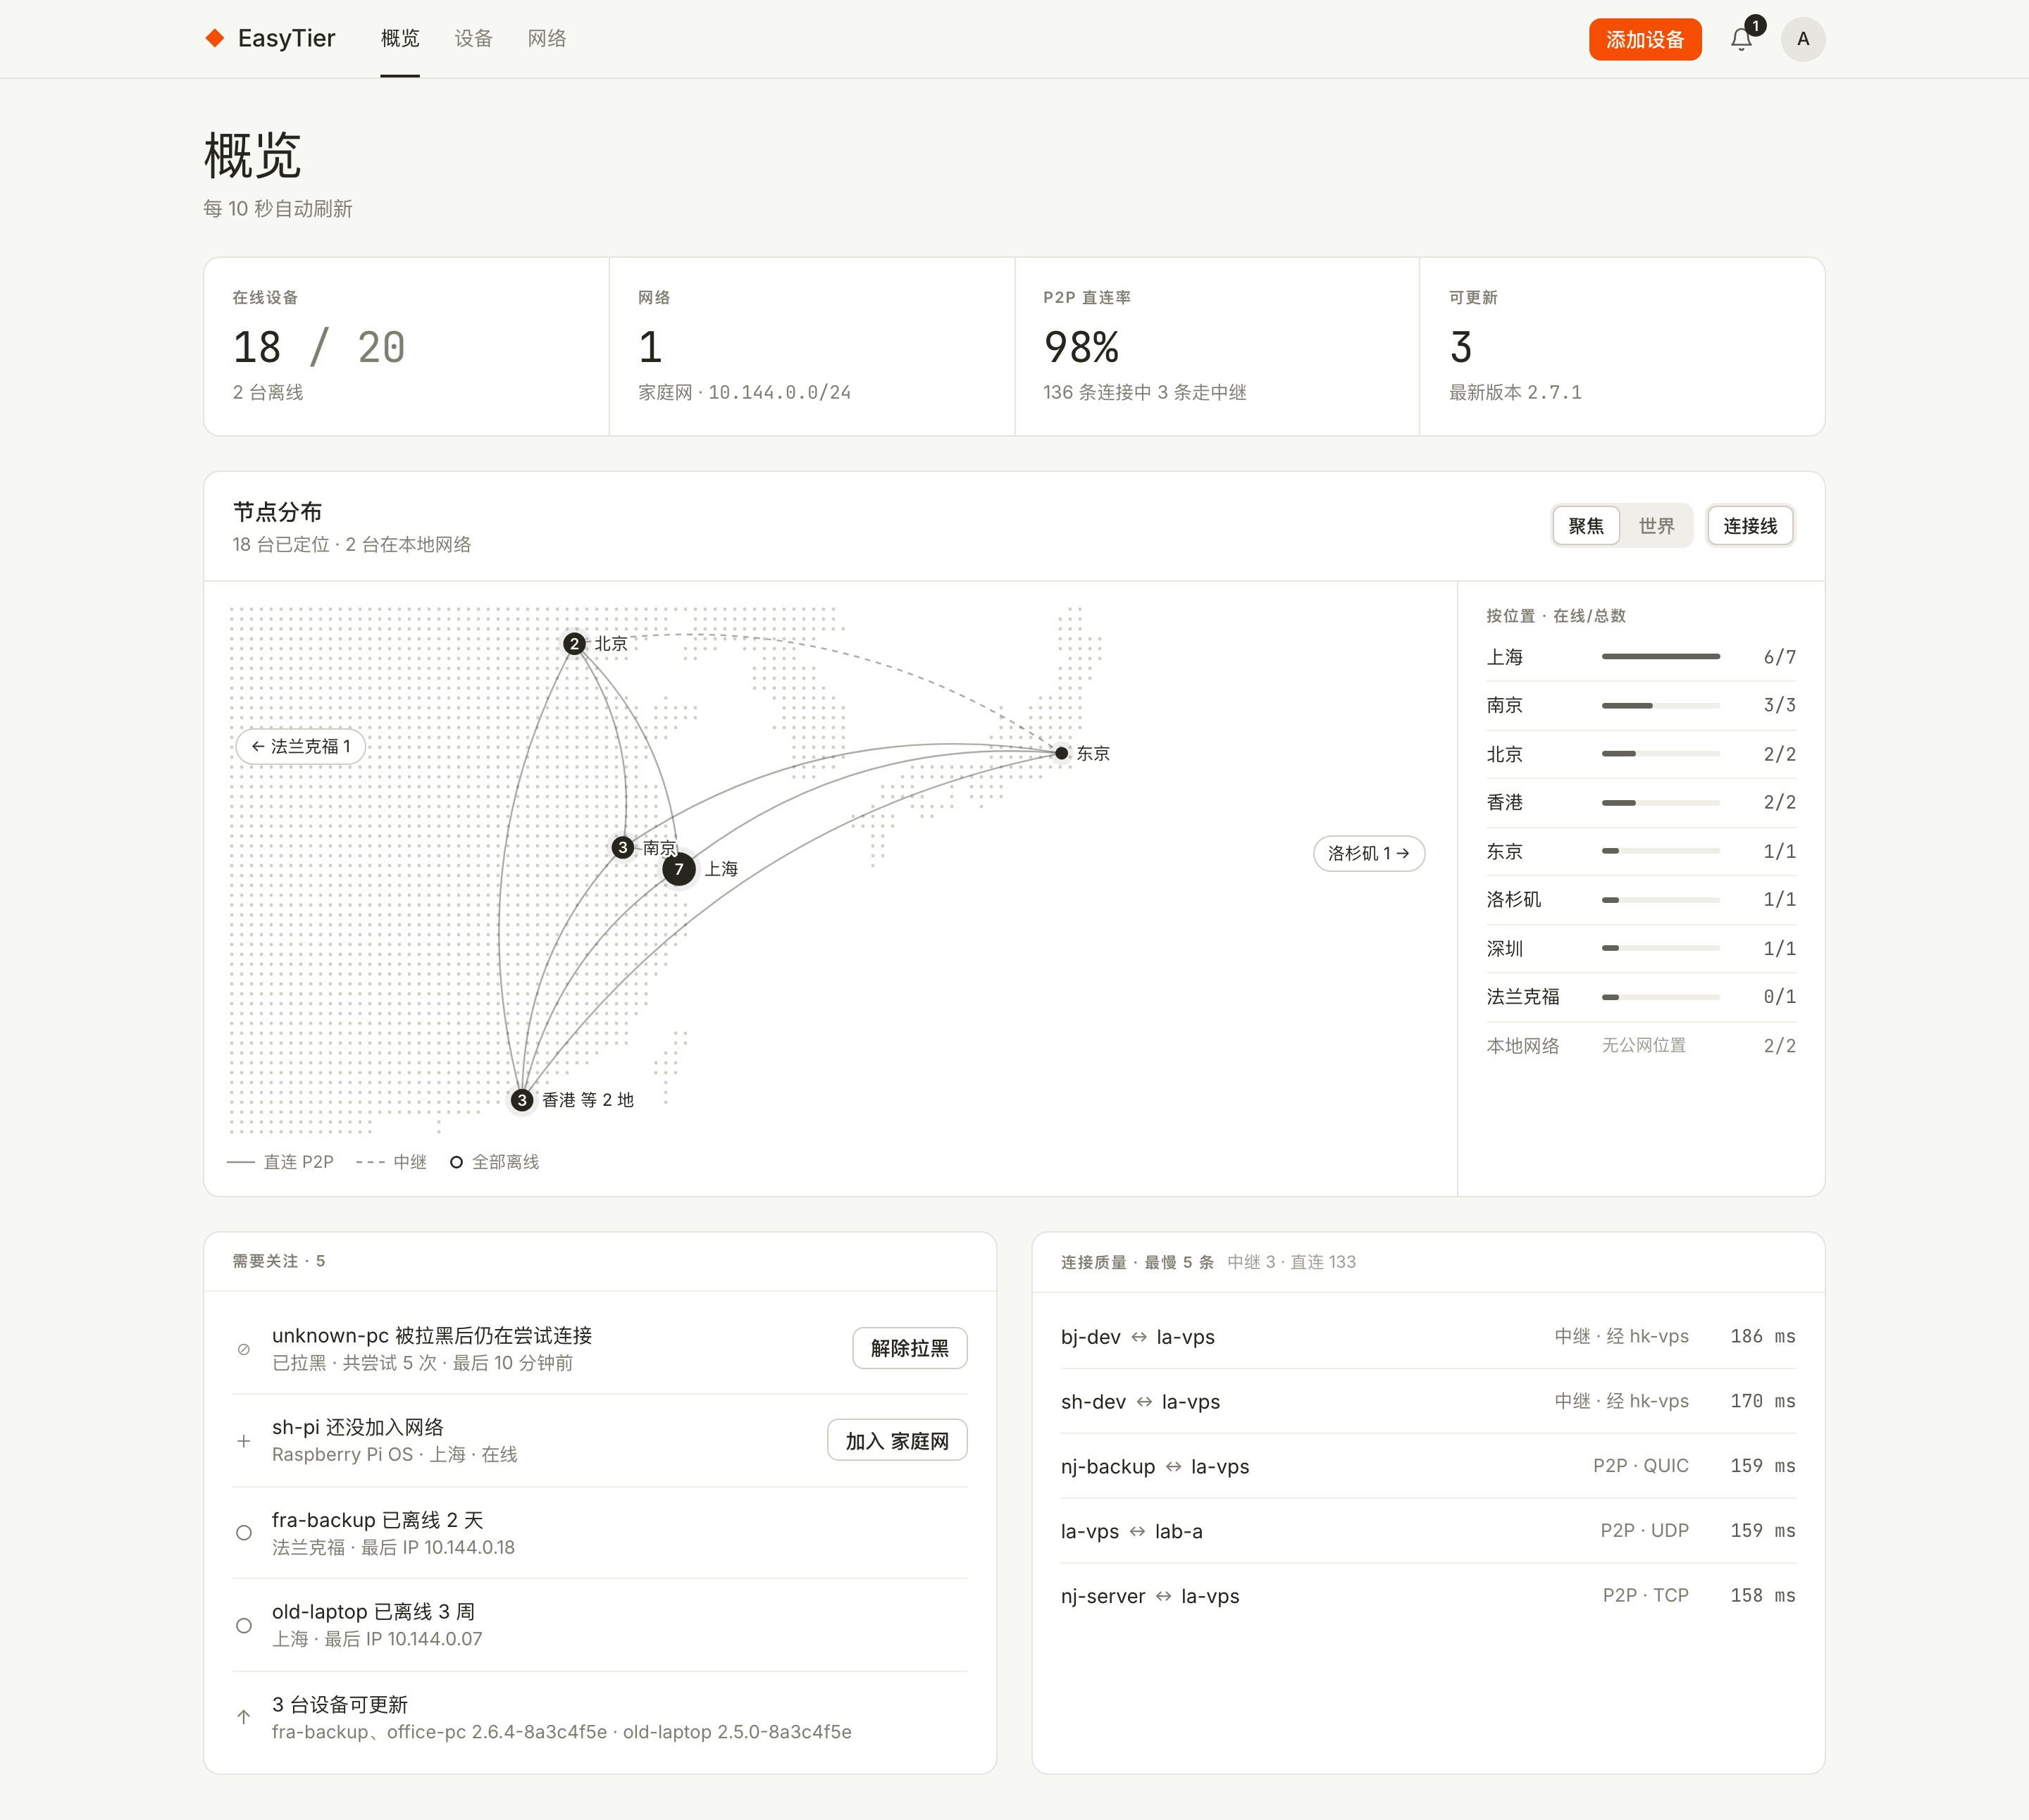 EasyTier 概览 设备 网络 添加设备 1 A
概览
每 10 秒自动刷新
在线设备 网络 P2P 直连率 可更新
18 / 20 1 98% 3
2 台离线 家庭网 · 10.144.0.0/24 136 条连接中 3 条走中继 最新版本 2.7.1
节点分布
18 台已定位 · 2 台在本地网络
聚焦 世界 连接线
2 北京
← 法兰克福 1
东京
3 南京
7 上海
洛杉矶 1 →
3 香港 等 2 地
直连 P2P 中继 全部离线
按位置 · 在线/总数
上海 6/7
南京 3/3
北京 2/2
香港 2/2
东京 1/1
洛杉矶 1/1
深圳 1/1
法兰克福 0/1
本地网络 无公网位置 2/2
需要关注 · 5
unknown-pc 被拉黑后仍在尝试连接
已拉黑 · 共尝试 5 次 · 最后 10 分钟前
解除拉黑
sh-pi 还没加入网络
Raspberry Pi OS · 上海 · 在线
加入 家庭网
fra-backup 已离线 2 天
法兰克福 · 最后 IP 10.144.0.18
old-laptop 已离线 3 周
上海 · 最后 IP 10.144.0.07
3 台设备可更新
fra-backup、office-pc 2.6.4-8a3c4f5e · old-laptop 2.5.0-8a3c4f5e
连接质量 · 最慢 5 条 中继 3 · 直连 133
bj-dev ↔ la-vps 中继 · 经 hk-vps 186 ms
sh-dev ↔ la-vps 中继 · 经 hk-vps 170 ms
nj-backup ↔ la-vps P2P · QUIC 159 ms
la-vps ↔ lab-a P2P · UDP 159 ms
nj-server ↔ la-vps P2P · TCP 158 ms